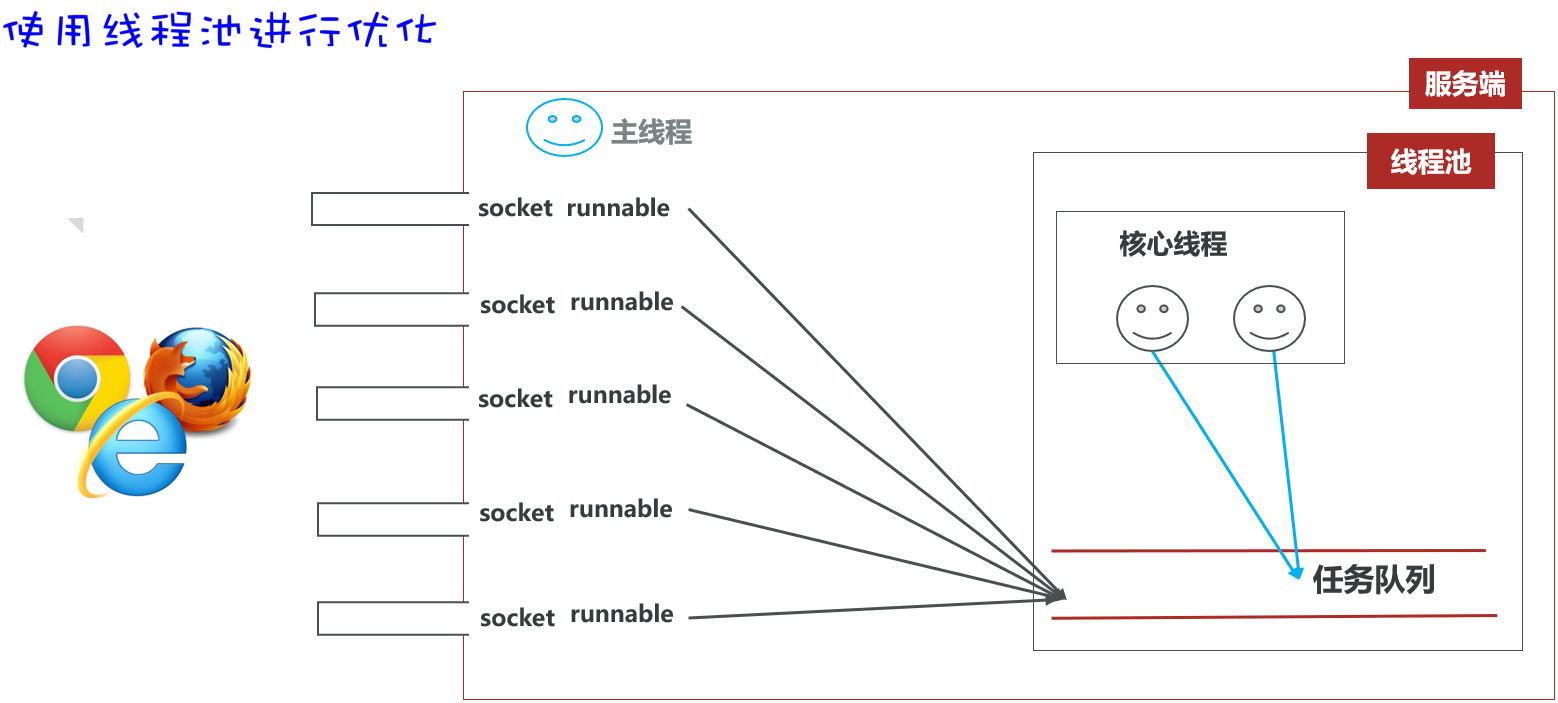 使用线程池进行优化
服务端
主线程
线程池
socket runnable
核心线程
socket runnable
socket runnable
socket runnable
任务队列
socket runnable